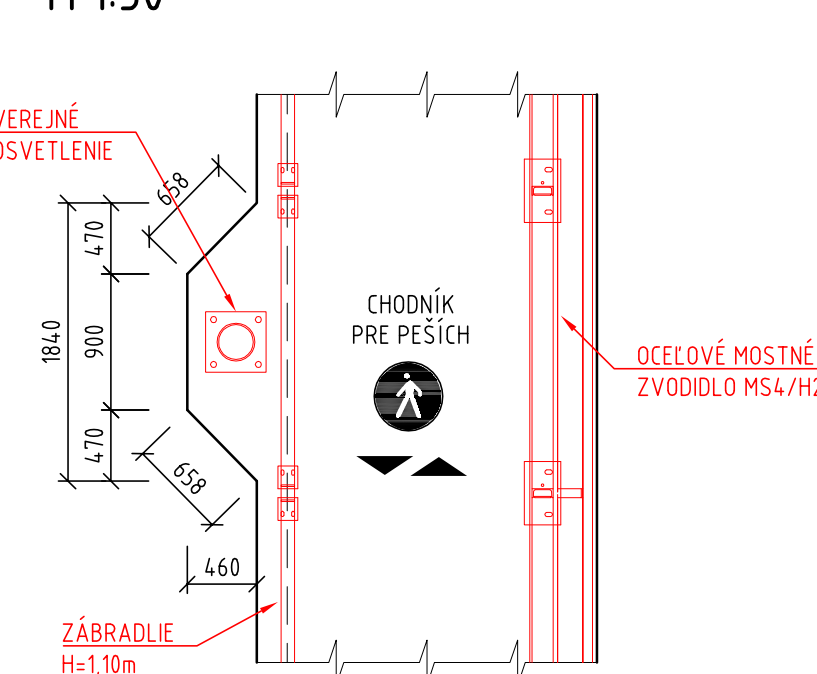 VEREJNÉ
OSVETLENIE
658
470
1840
900
470
658
460
CHODNÍK
PRE PEŠÍCH
OCEĽOVÉ MOSTNÉ
ZVODIDLO MS4/H2
ZÁBRADLIE
H=1,10m